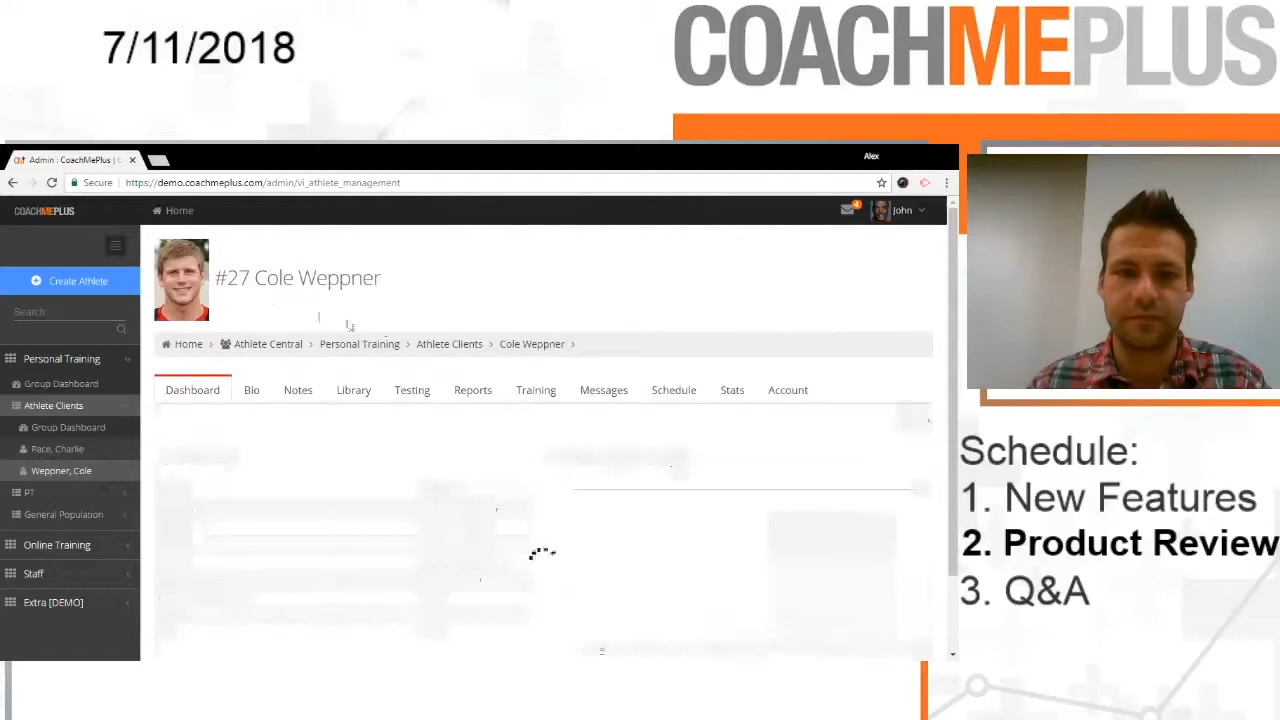 7/11/2018
COACHMEPLUS
Admin : CoachMePlus | C
Alex
Secure
https://demo.coachmeplus.com/admin/vi_athlete_management
COACHMEPLUS
Home
4
John
Create Athlete
Search
Personal Training
Group Dashboard
Athlete Clients
Group Dashboard
Pace, Charlie
Weppner, Cole
PT
General Population
Online Training
Staff
Extra [DEMO]
#27 Cole Weppner
Home > Athlete Central > Personal Training > Athlete Clients > Cole Weppner >
Dashboard Bio Notes Library Testing Reports Training Messages Schedule Stats Account
Schedule:
1. New Features
2. Product Review
3. Q&A